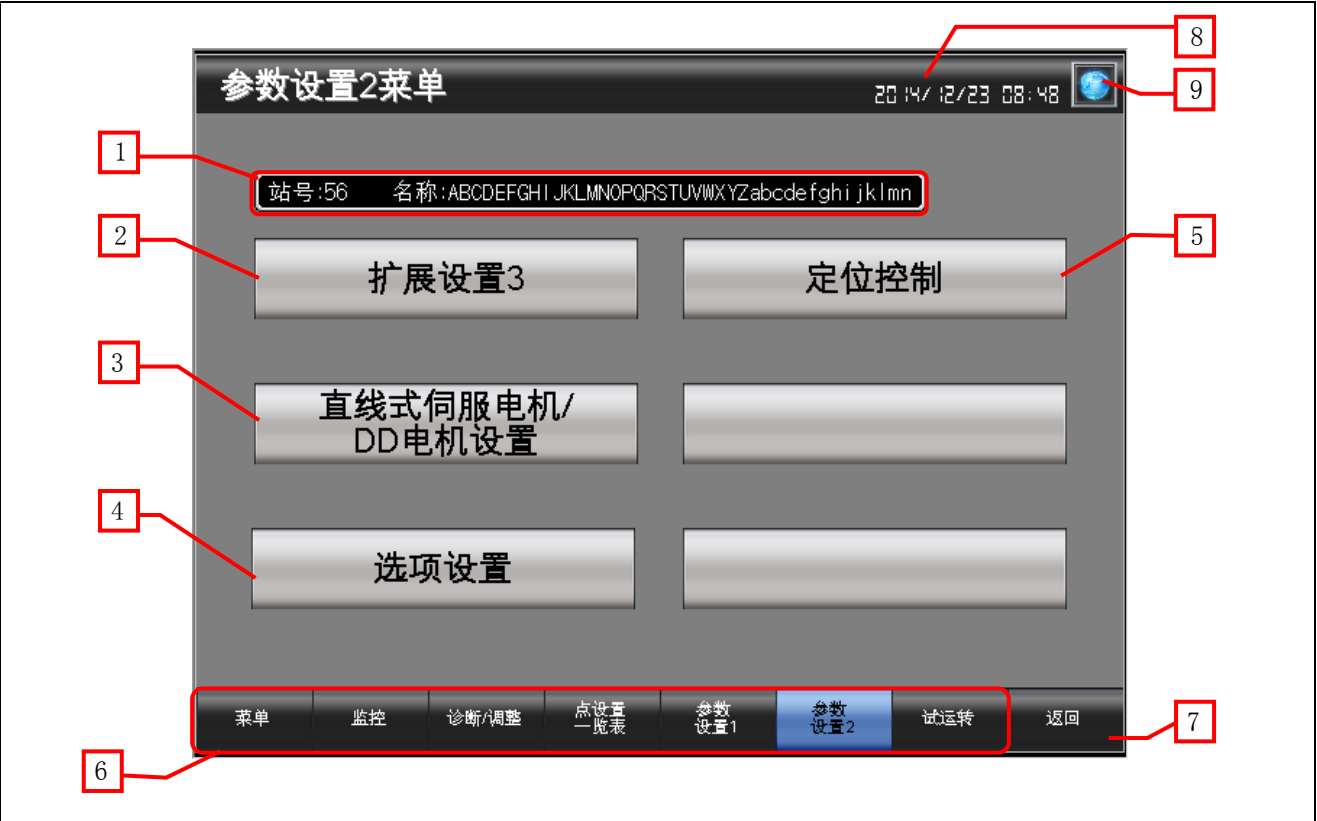 8
参数设置2菜单
2014/12/23 08:48
9
1
站号:56 名称:ABCDEFGHIJKLMNOPQRSTUVWXYZabcdefghijklmn
2
扩展设置3
定位控制
5
3
直线式伺服电机/
DD电机设置
4
选项设置
菜单
监控
诊断/调整
点设置
一览表
参数
设置1
参数
设置2
试运转
返回
7
6